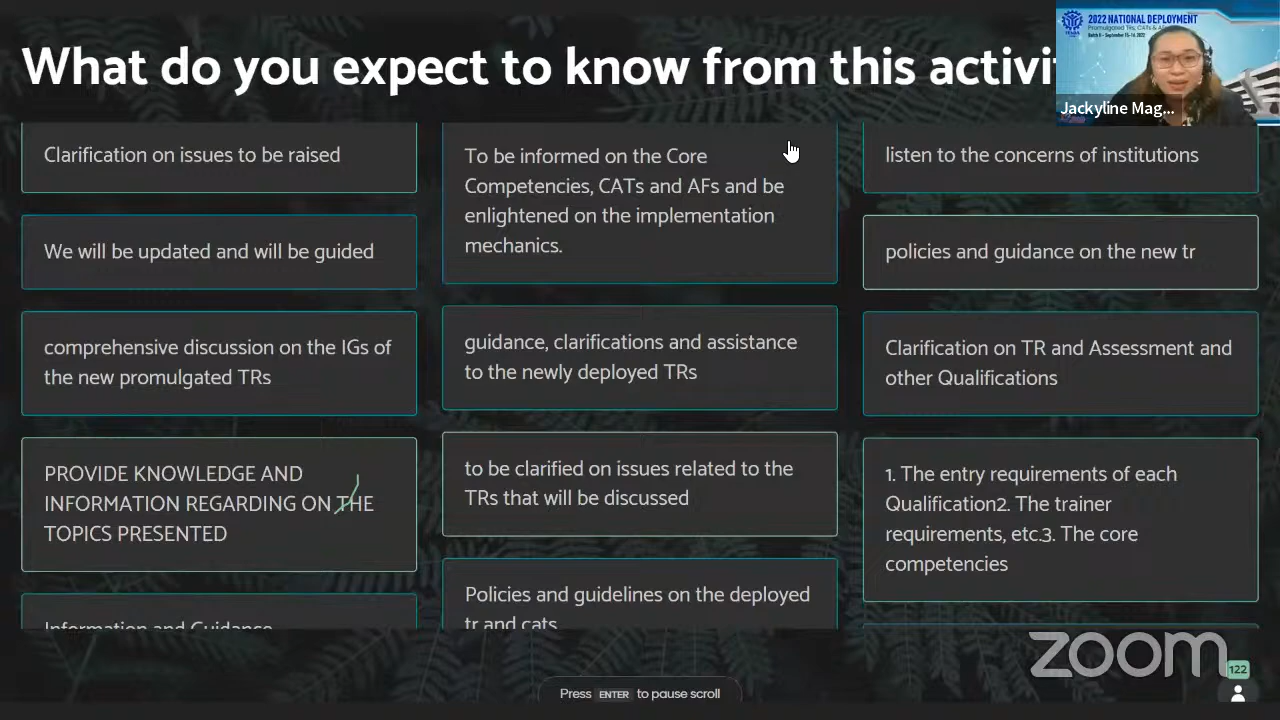 What do you expect to know from this activi
2022 NATIONAL DEPLOYMENT
Jackyline Mag...
Clarification on issues to be raised
We will be updated and will be guided
comprehensive discussion on the IGs of
the new promulgated TRs
PROVIDE KNOWLEDGE AND
INFORMATION REGARDING ON THE
TOPICS PRESENTED
Information and Guidance
To be informed on the Core
Competencies, CATs and AFs and be
enlightened on the implementation
mechanics.
guidance, clarifications and assistance
to the newly deployed TRs
to be clarified on issues related to the
TRs that will be discussed
Policies and guidelines on the deployed
tr and cats
listen to the concerns of institutions
policies and guidance on the new tr
Clarification on TR and Assessment and
other Qualifications
1. The entry requirements of each
Qualification2. The trainer
requirements, etc.3. The core
competencies
zoom
122
Press ENTER to pause scroll